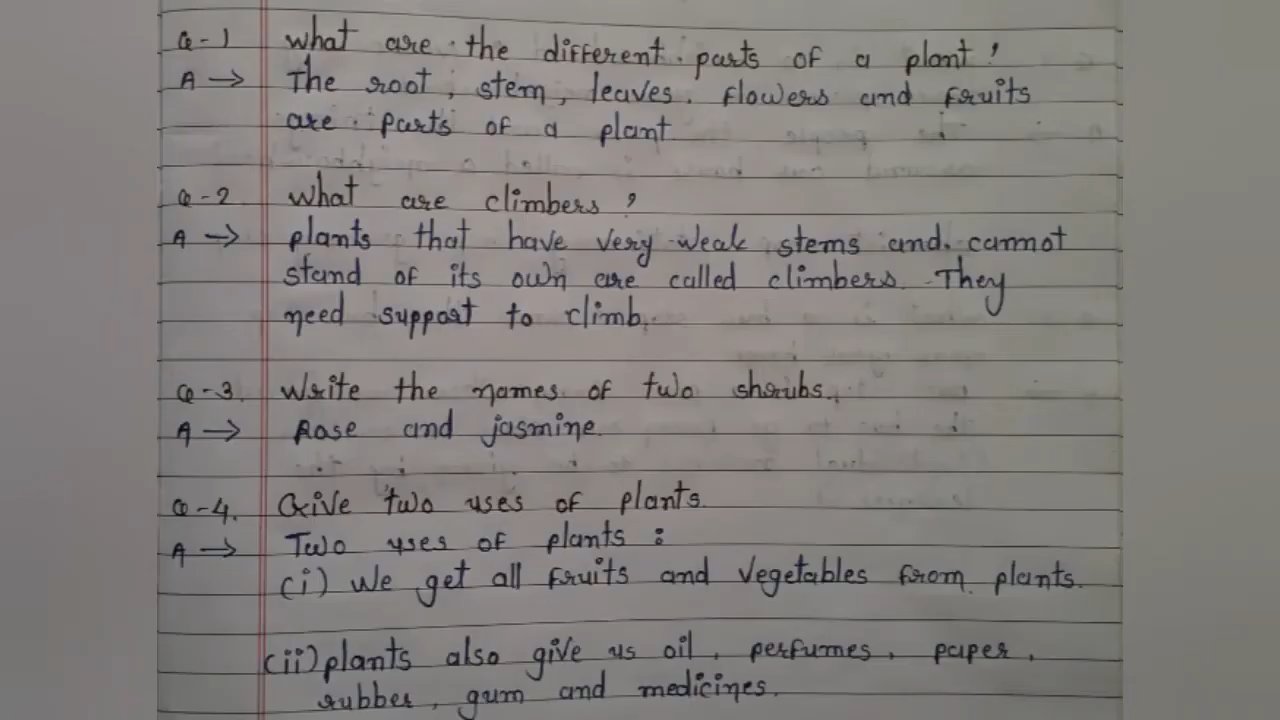 Q-1 What are the different parts of a plant?
A → The root, stem, leaves, flowers and fruits
are parts of a plant
Q-2 What are climbers ?
A → plants that have very weak stems and cannot
stand of its own are called climbers. They
need support to climb.
Q-3. Write the names of two shrubs.
A → Rose and jasmine.
Q-4. Give two uses of plants.
A → Two uses of plants :
(i) We get all fruits and vegetables from plants.
(ii) plants also give us oil, perfumes, paper,
rubber, gum and medicines.